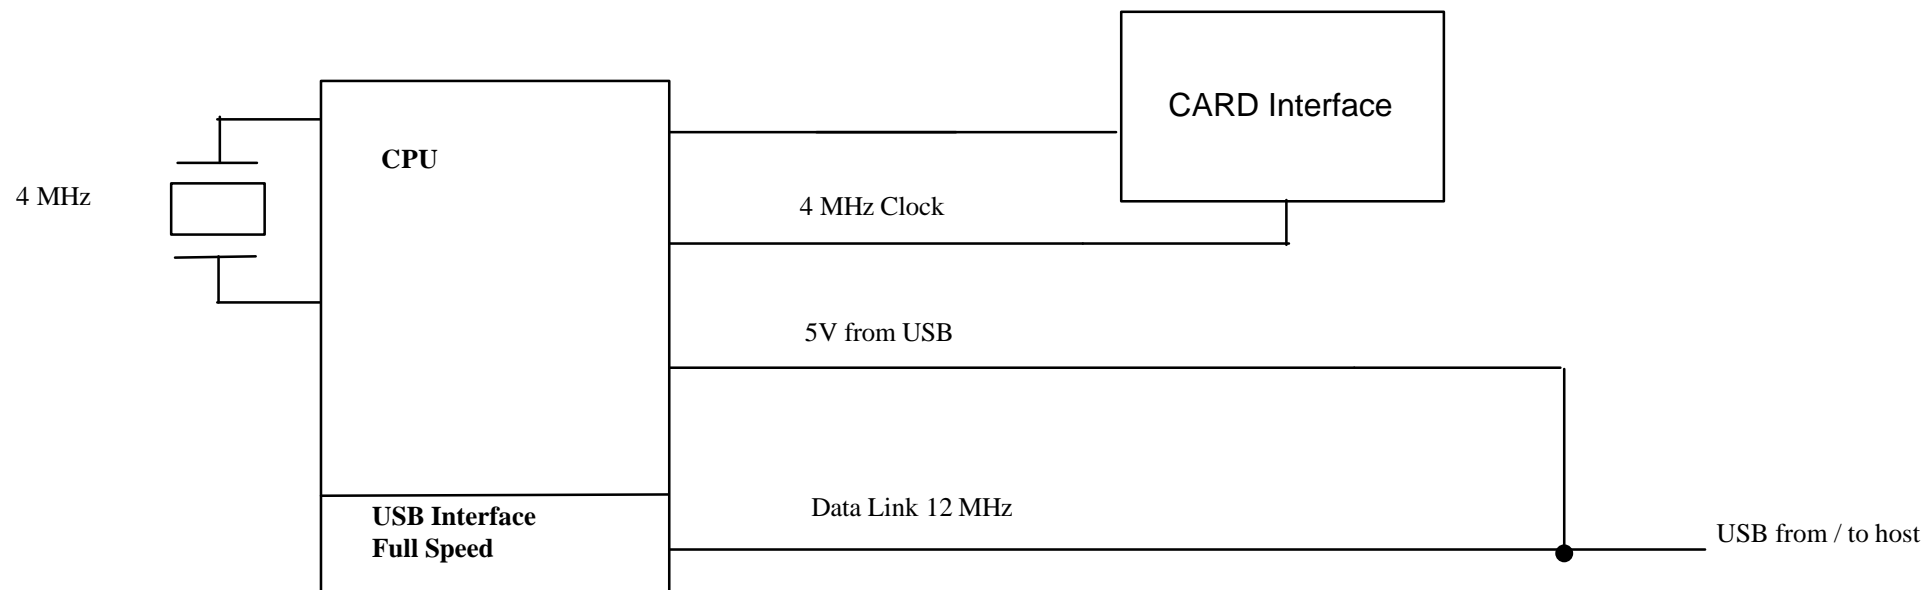 CARD Interface
CPU
4 MHz
4 MHz Clock
5V from USB
Data Link 12 MHz
USB Interface
Full Speed
USB from / to host